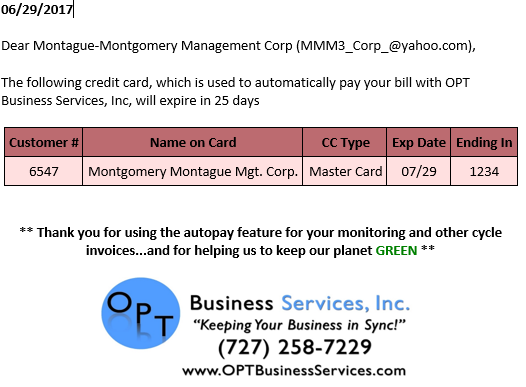 06/29/2017
Dear Montague-Montgomery Management Corp (MMM3_Corp_@yahoo.com),
The following credit card, which is used to automatically pay your bill with OPT
Business Services, Inc, will expire in 25 days
Customer # Name on Card CC Type Exp Date Ending In
6547 Montgomery Montague Mgt. Corp. Master Card 07/29 1234
** Thank you for using the autopay feature for your monitoring and other cycle
invoices...and for helping us to keep our planet GREEN **
OPT Business Services, Inc.
"Keeping Your Business in Sync!"
(727) 258-7229
www.OPTBusinessServices.com